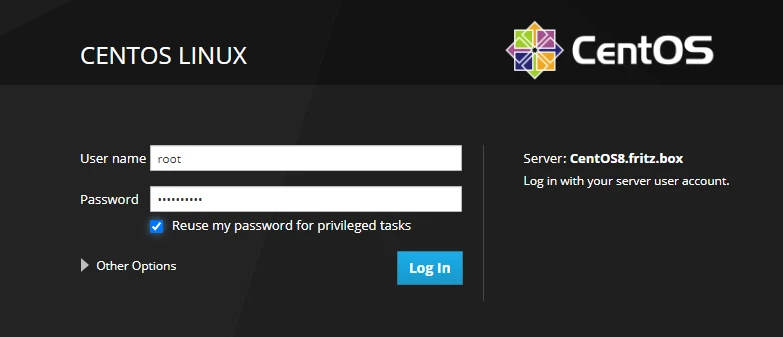 CENTOS LINUX
CentOS
User name root
Password ••••••••••
Reuse my password for privileged tasks
Other Options
Log In
Server: CentOS8.fritz.box
Log in with your server user account.